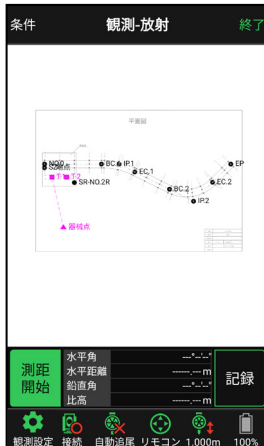 条件 観測-放射 終了
平面図
NO.0 BC.1 IP.1 EP
EC.1
T-1 T-2
SR-NO.2R BC.2 EC.2
IP.2
器械点
測距開始
水平角 ---°--'--"
水平距離 ------.--- m
鉛直角 ---°--'--"
比高 ------.--- m
記録
観測設定 接続 自動追尾 リモコン 1.000m 100%